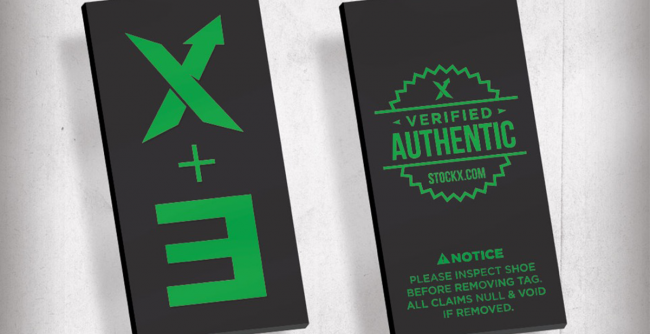 X
+
Ǝ
X
VERIFIED
AUTHENTIC
STOCKX.COM
NOTICE
PLEASE INSPECT SHOE
BEFORE REMOVING TAG.
ALL CLAIMS NULL & VOID
IF REMOVED.